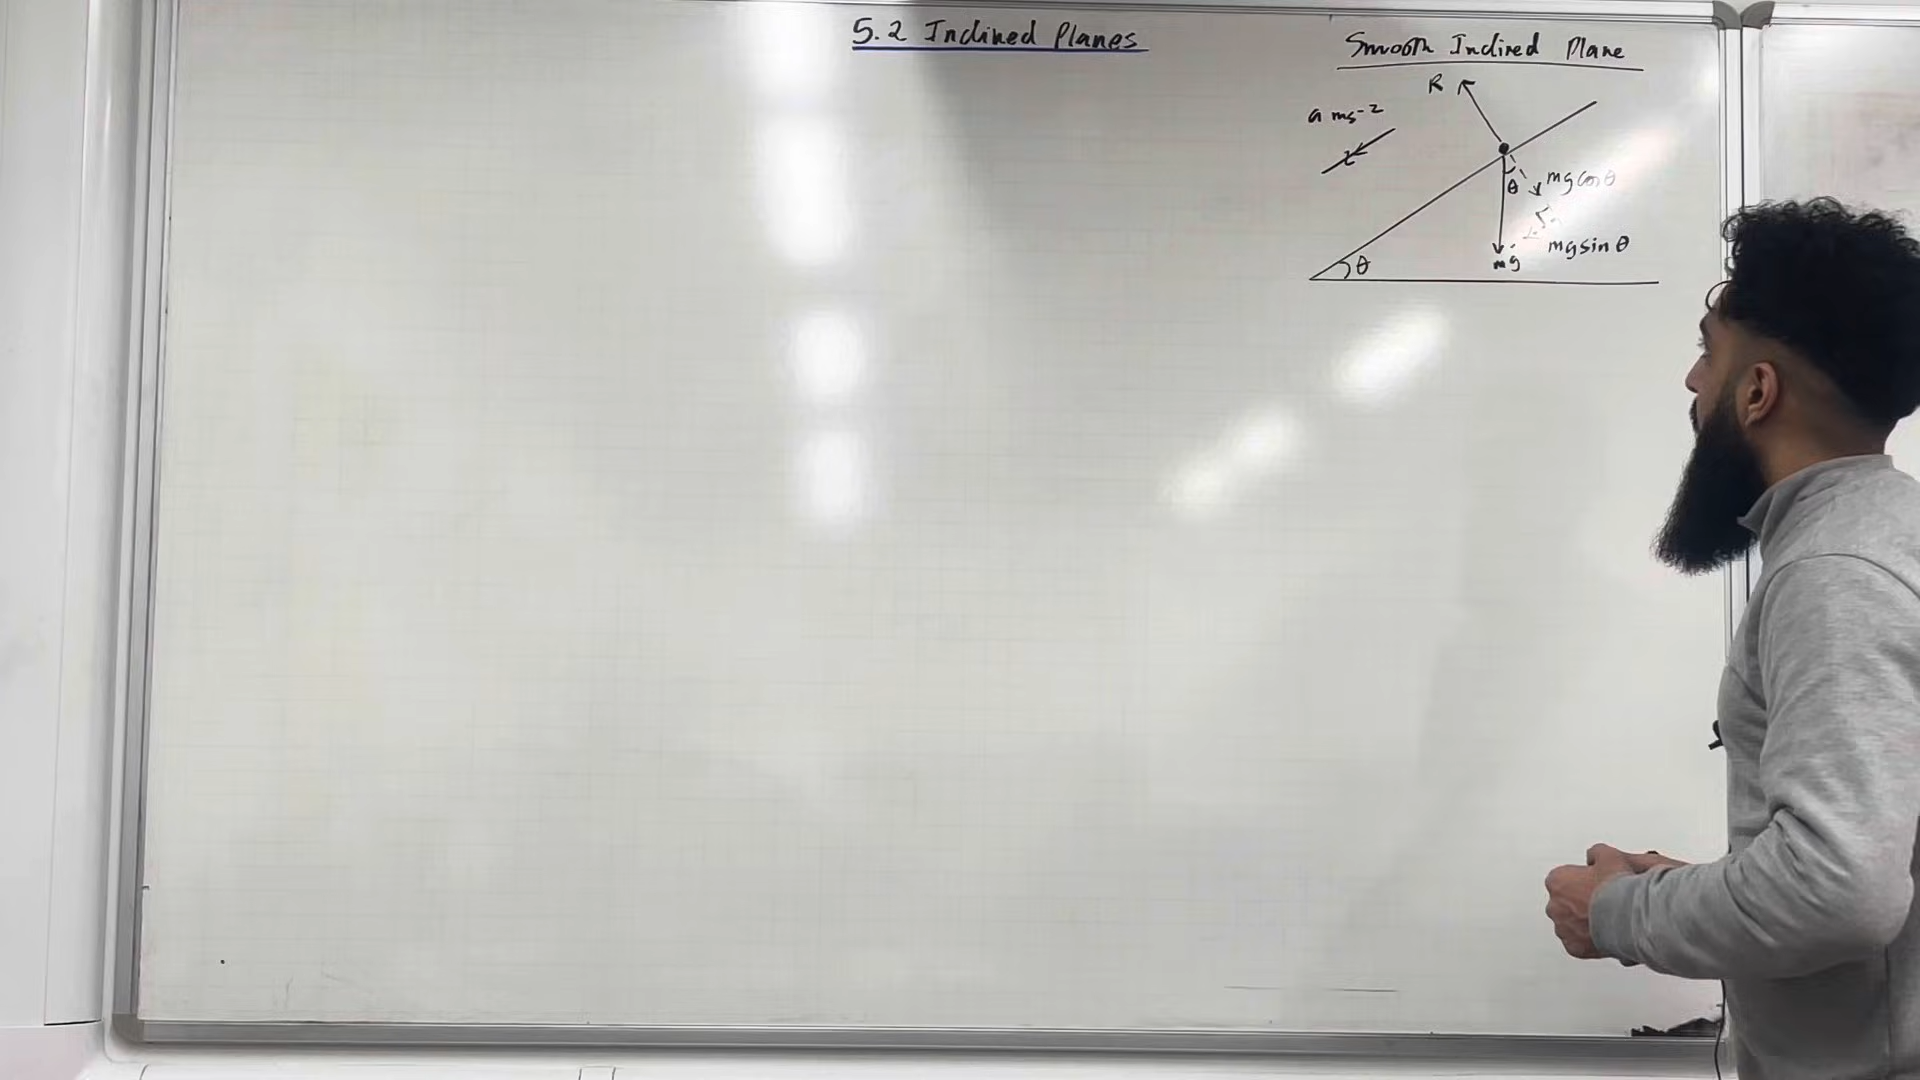 5.2 Inclined Planes
Smooth Inclined Plane
R
a ms-2
θ
mg cos θ
mg sin θ
mg
θ